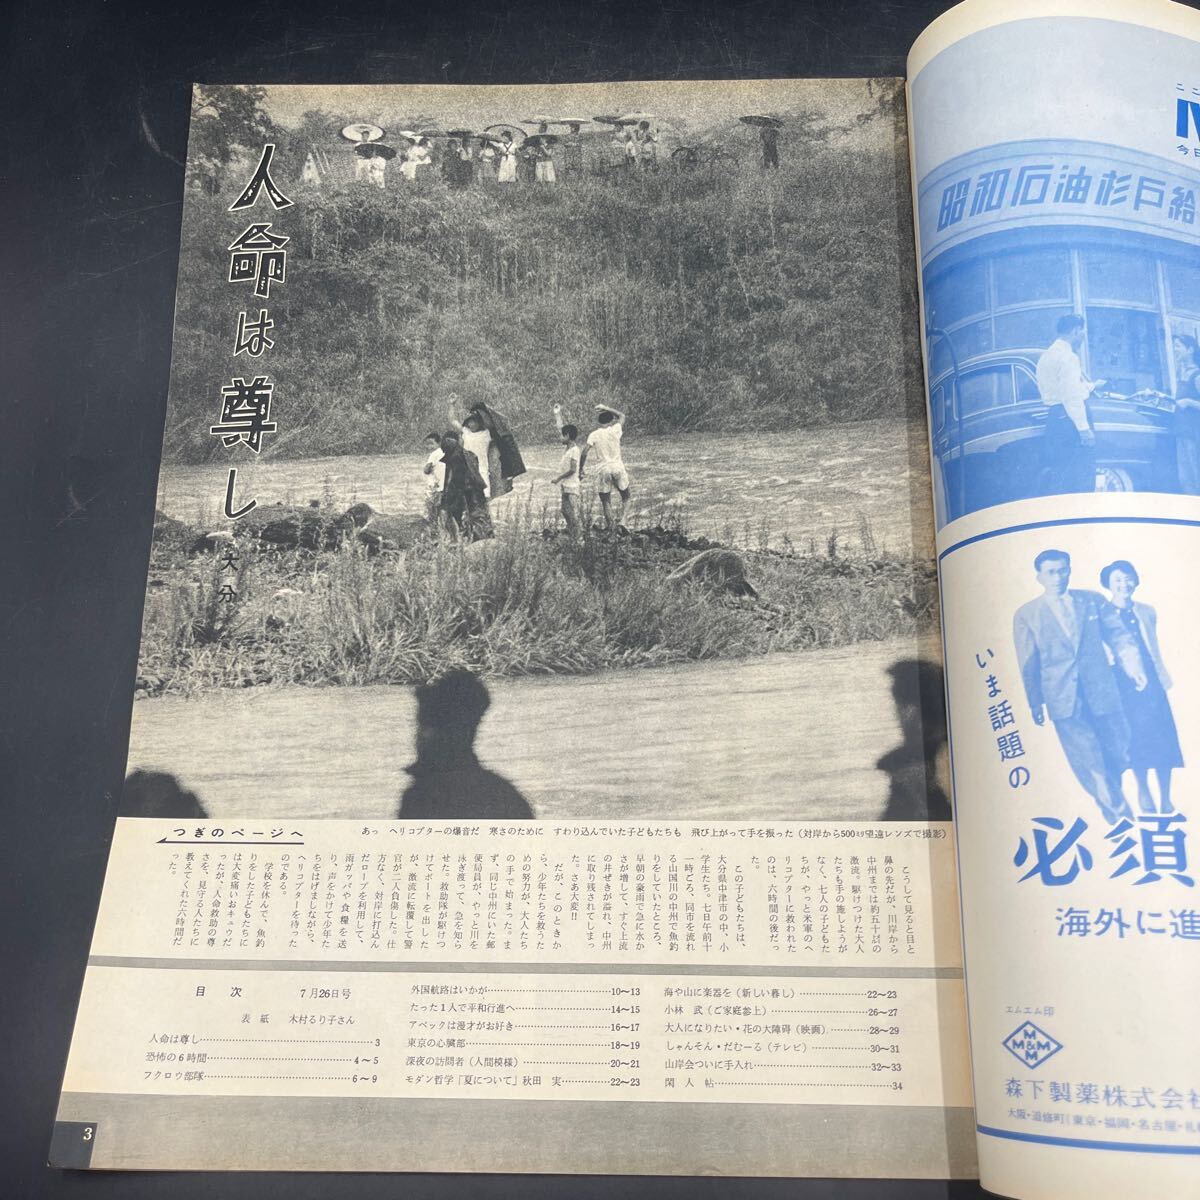 人命は尊し
大分
つぎのページへ
あっ　ヘリコプターの爆音だ　寒さのために　すわり込んでいた子どもたちも　飛び上がって手を振った（対岸から500ミリ望遠レンズで撮影）
こうして見ると目と
鼻の先だが、川岸から
中州までは約五十㍍の
激流。駆けつけた大人
たちも手の施しようが
なく、七人の子どもた
ちが、やっと米軍のヘ
リコプターに救われた
のは、六時間の後だっ
た。
この子どもたちは、
大分県中津市の中、小
学生たち。七日午前十
一時ごろ、同市を流れ
る山国川の中州で魚釣
りをしてたところ、
早朝の豪雨で急に水か
さが増して、すぐ上流
の井ぜきが溢れ、中州
に取り残されてしまっ
た。さあ大変!!
だが、このときか
ら、少年たちを救うた
めの努力が、大人たち
の手で始まった。ま
ず、同じ中州にいた郵
便局員が、やっと川を
泳ぎ渡って、急を知ら
せた。救助隊が駆けつ
けてボートを出した
が、激流に転覆して警
官が二人負傷した。仕
方なく、対岸に打込ん
だロープを利用して、
雨ガッパや食糧を送
り、声をかけて少年た
ちをはげましながら、
ヘリコプターを待った
のである。
学校を休んで、魚釣
りをした子どもたちに
は大変痛いおキュウだ
ったが、人命救助の尊
さを、見守る人たちに
教えてくれた六時間だ
った。
目　次　7月26日号
表　紙　木村るり子さん
人命は尊し……3
恐怖の6時間……4～5
フクロウ部隊……6～9
外国航路はいかが……10～13
たった1人で平和行進へ……14～15
アベックは漫才がお好き……16～17
東京の心臓部……18～19
深夜の訪問者（人間模様）……20～21
モダン哲学「夏について」秋田　実……22～23
海や山に楽器を（新しい暮し）……22～23
小林　武（ご家庭参上）……26～27
大人になりたい・花の大障碍（映画）……28～29
しゃんそん・だむーる（テレビ）……30～31
山岸会ついに手入れ……32～33
閑　人　帖……34
3
今日
昭和石油杉戸給
いま話題の
必須
海外に進
エムエム印
M
M&M
M
森下製薬株式会社
大阪・道修町（東京・福岡・名古屋・札幌